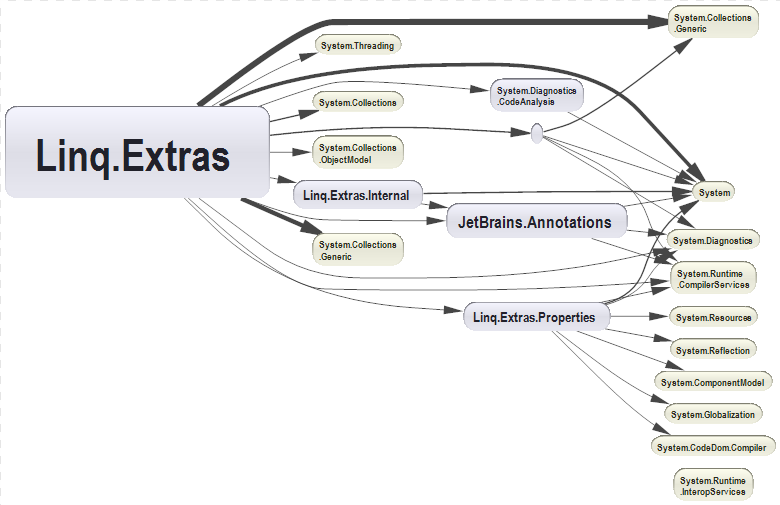 System.Collections
.Generic
System.Threading
System.Diagnostics
.CodeAnalysis
System.Collections
Linq.Extras
System.Collections
.ObjectModel
Linq.Extras.Internal
System
JetBrains.Annotations
System.Collections
.Generic
System.Diagnostics
System.Runtime
.CompilerServices
Linq.Extras.Properties
System.Resources
System.Reflection
System.ComponentModel
System.Globalization
System.CodeDom.Compiler
System.Runtime
.InteropServices